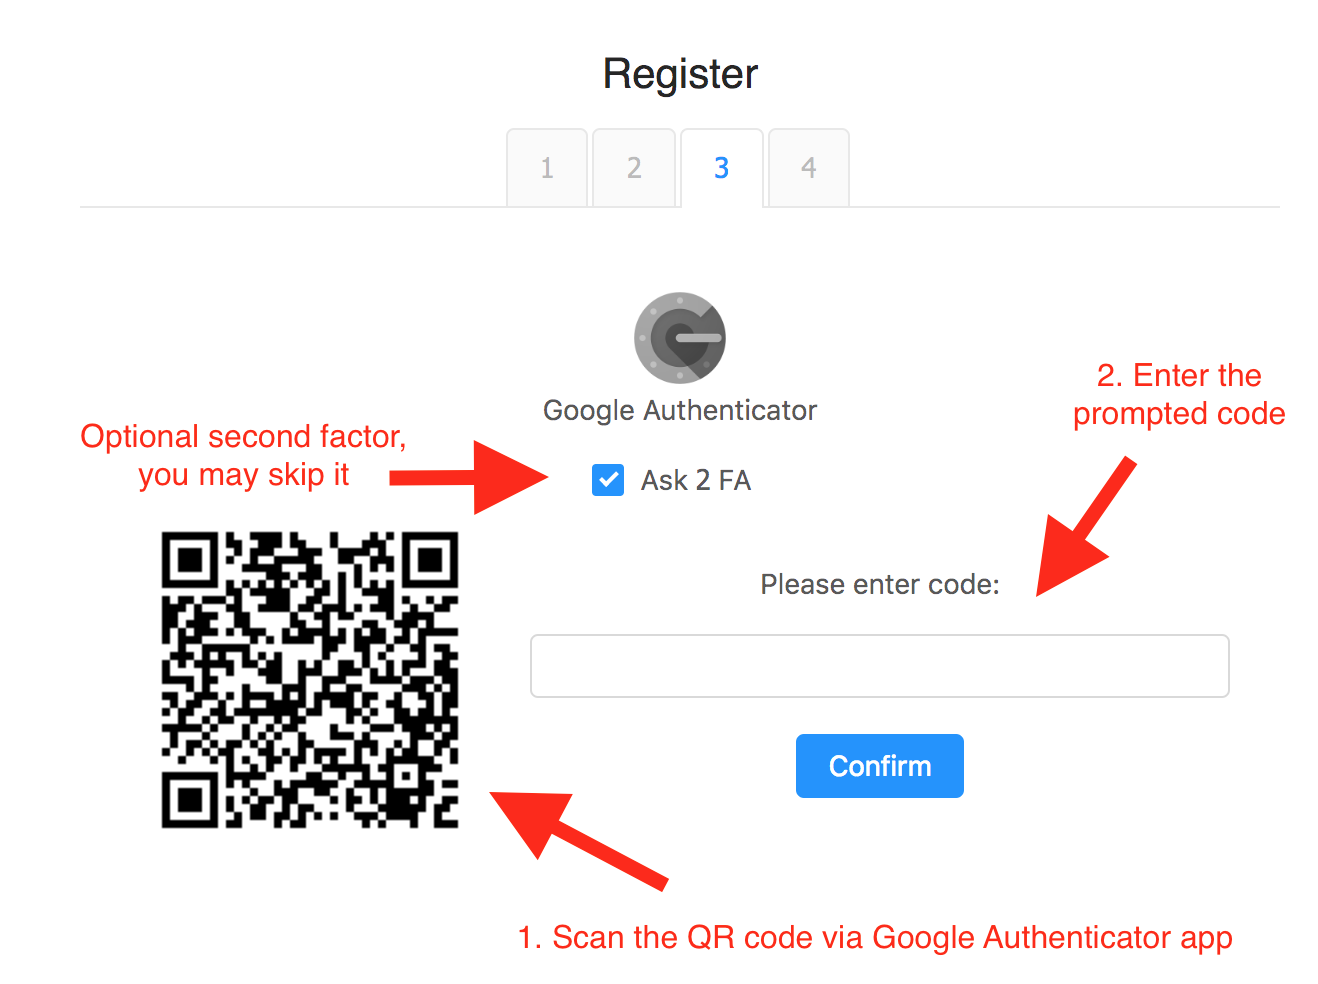 Register
1 2 3 4
Google Authenticator
2. Enter the
prompted code
Optional second factor,
you may skip it
Ask 2 FA
Please enter code:
Confirm
1. Scan the QR code via Google Authenticator app